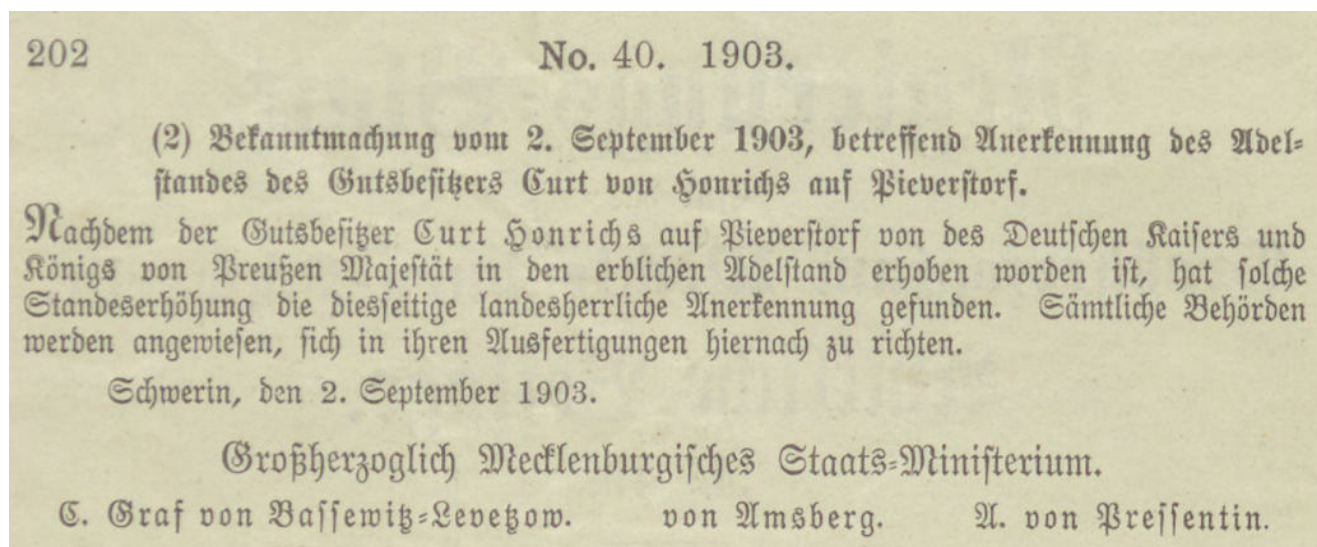 202 No. 40. 1903.
(2) Bekanntmachung vom 2. September 1903, betreffend Anerkennung des Adel-
standes des Gutsbesitzers Curt von Honrichs auf Pieverstorf.
Nachdem der Gutsbesitzer Curt Honrichs auf Pieverstorf von des Deutschen Kaisers und
Königs von Preußen Majestät in den erblichen Adelstand erhoben worden ist, hat solche
Standeserhöhung die diesseitige landesherrliche Anerkennung gefunden. Sämtliche Behörden
werden angewiesen, sich in ihren Ausfertigungen hiernach zu richten.
Schwerin, den 2. September 1903.
Großherzoglich Mecklenburgisches Staats-Ministerium.
C. Graf von Bassewitz-Levetzow. von Amsberg. A. von Pressentin.